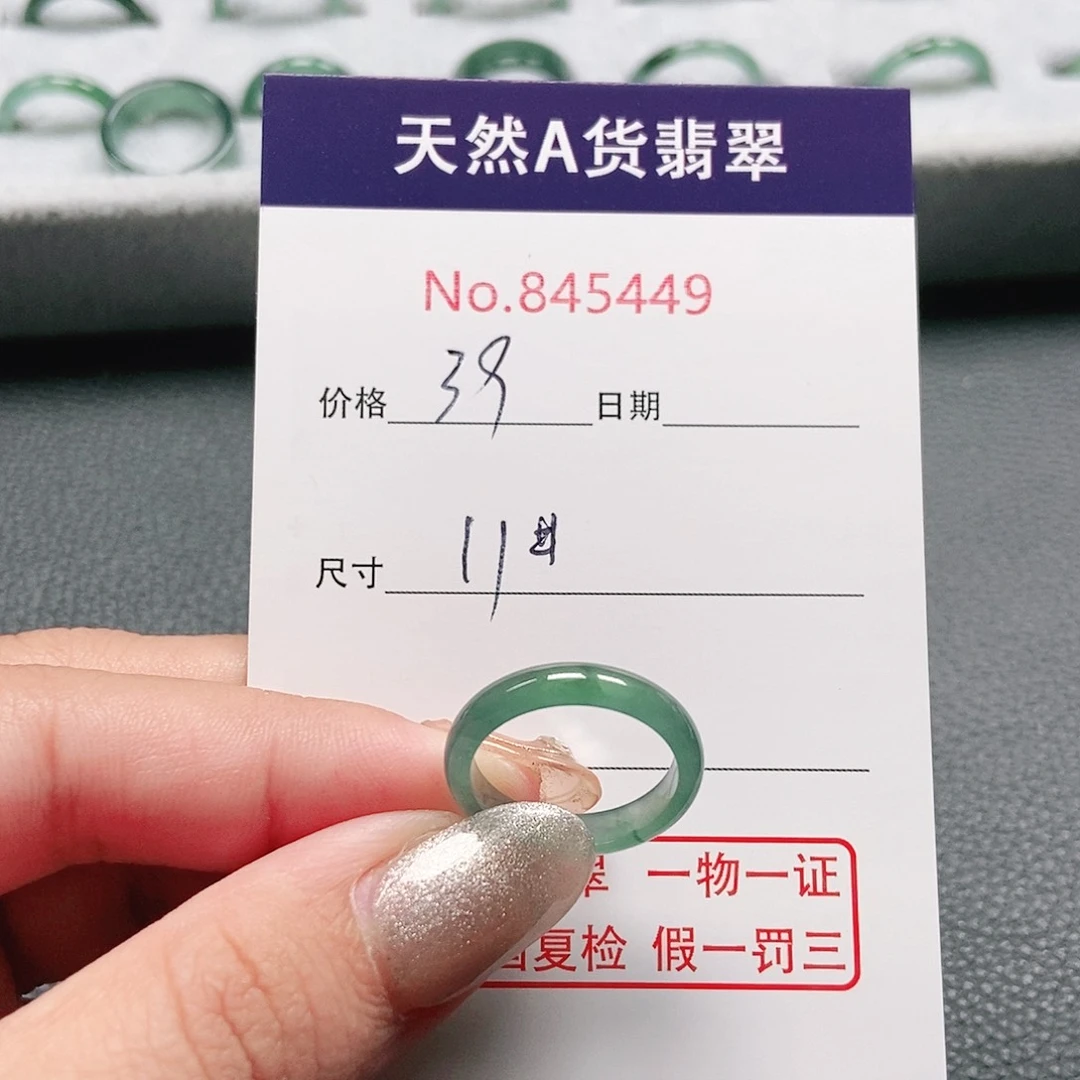 天然A货翡翠
No.845449
价格 39 日期
尺寸 11#
翠 一物一证
复检 假一罚三